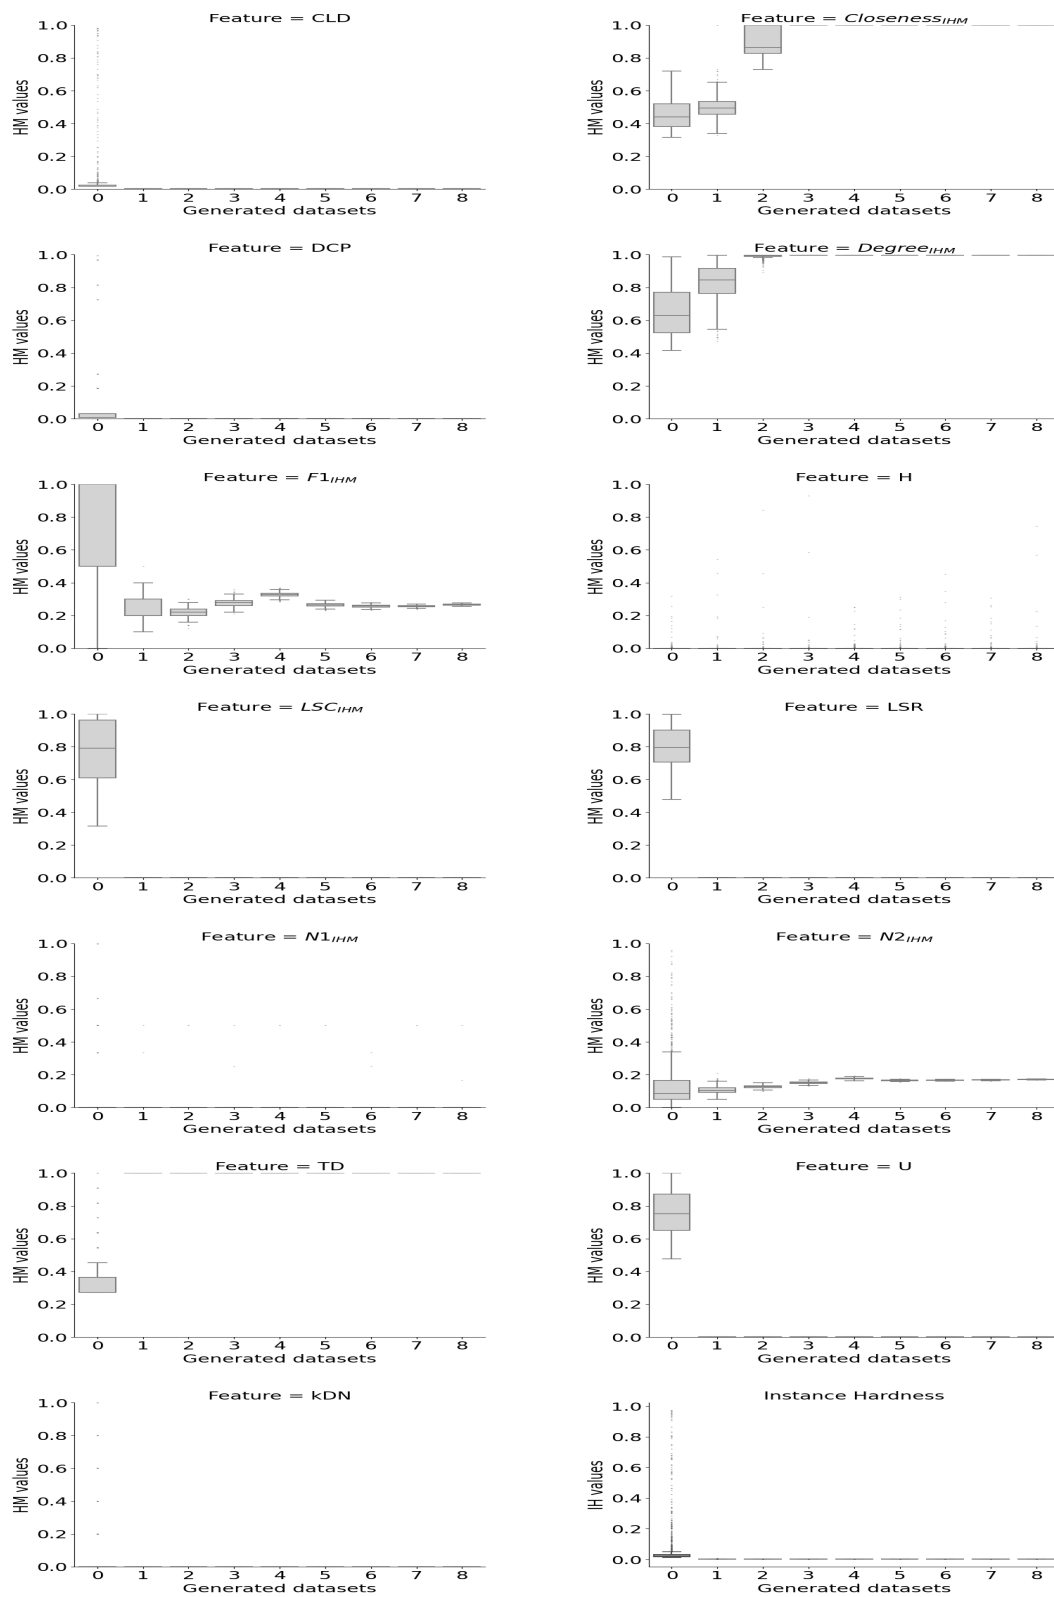 Feature = CLD
HM values
1.0
0.8
0.6
0.4
0.2
0.0
0 1 2 3 4 5 6 7 8
Generated datasets
Feature = Closeness_IHM
HM values
1.0
0.8
0.6
0.4
0.2
0.0
0 1 2 3 4 5 6 7 8
Generated datasets
Feature = DCP
HM values
1.0
0.8
0.6
0.4
0.2
0.0
0 1 2 3 4 5 6 7 8
Generated datasets
Feature = Degree_IHM
HM values
1.0
0.8
0.6
0.4
0.2
0.0
0 1 2 3 4 5 6 7 8
Generated datasets
Feature = F1_IHM
HM values
1.0
0.8
0.6
0.4
0.2
0.0
0 1 2 3 4 5 6 7 8
Generated datasets
Feature = H
HM values
1.0
0.8
0.6
0.4
0.2
0.0
0 1 2 3 4 5 6 7 8
Generated datasets
Feature = LSC_IHM
HM values
1.0
0.8
0.6
0.4
0.2
0.0
0 1 2 3 4 5 6 7 8
Generated datasets
Feature = LSR
HM values
1.0
0.8
0.6
0.4
0.2
0.0
0 1 2 3 4 5 6 7 8
Generated datasets
Feature = N1_IHM
HM values
1.0
0.8
0.6
0.4
0.2
0.0
0 1 2 3 4 5 6 7 8
Generated datasets
Feature = N2_IHM
HM values
1.0
0.8
0.6
0.4
0.2
0.0
0 1 2 3 4 5 6 7 8
Generated datasets
Feature = TD
HM values
1.0
0.8
0.6
0.4
0.2
0.0
0 1 2 3 4 5 6 7 8
Generated datasets
Feature = U
HM values
1.0
0.8
0.6
0.4
0.2
0.0
0 1 2 3 4 5 6 7 8
Generated datasets
Feature = kDN
HM values
1.0
0.8
0.6
0.4
0.2
0.0
0 1 2 3 4 5 6 7 8
Generated datasets
Instance Hardness
IH values
1.0
0.8
0.6
0.4
0.2
0.0
0 1 2 3 4 5 6 7 8
Generated datasets